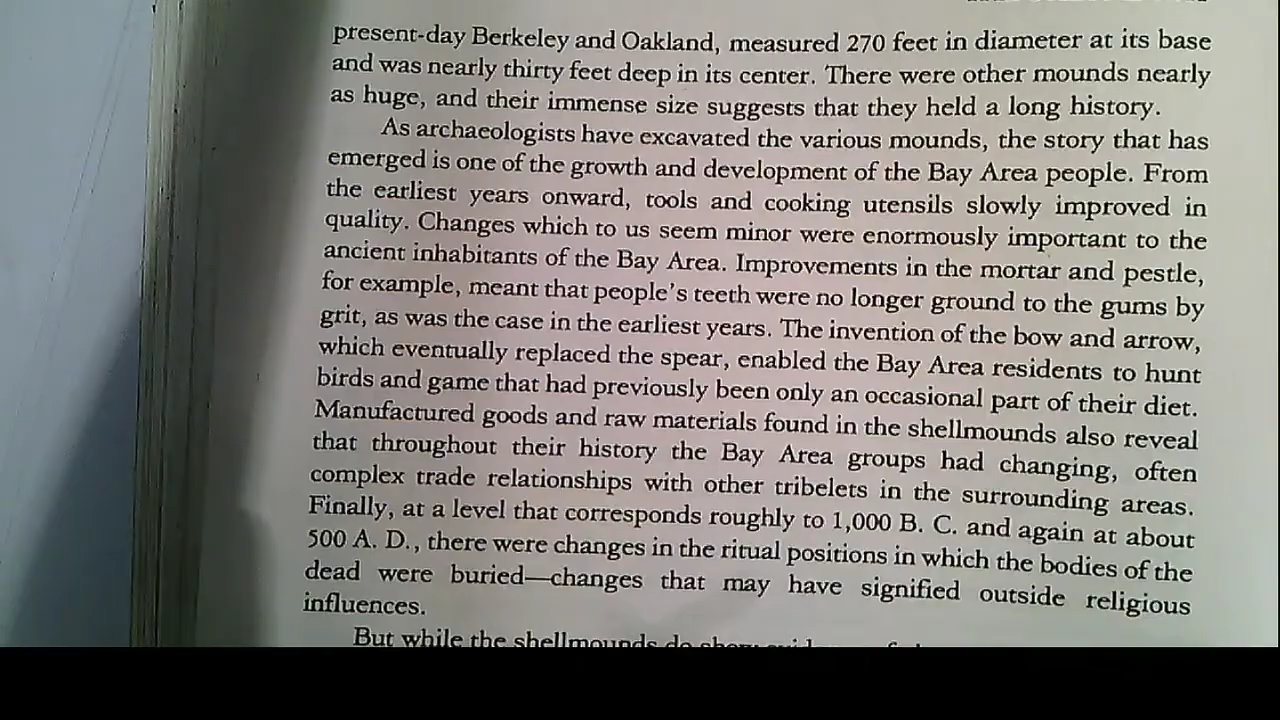 present-day Berkeley and Oakland, measured 270 feet in diameter at its base
and was nearly thirty feet deep in its center. There were other mounds nearly
as huge, and their immense size suggests that they held a long history.
As archaeologists have excavated the various mounds, the story that has
emerged is one of the growth and development of the Bay Area people. From
the earliest years onward, tools and cooking utensils slowly improved in
quality. Changes which to us seem minor were enormously important to the
ancient inhabitants of the Bay Area. Improvements in the mortar and pestle,
for example, meant that people's teeth were no longer ground to the gums by
grit, as was the case in the earliest years. The invention of the bow and arrow,
which eventually replaced the spear, enabled the Bay Area residents to hunt
birds and game that had previously been only an occasional part of their diet.
Manufactured goods and raw materials found in the shellmounds also reveal
that throughout their history the Bay Area groups had changing, often
complex trade relationships with other tribelets in the surrounding areas.
Finally, at a level that corresponds roughly to 1,000 B. C. and again at about
500 A. D., there were changes in the ritual positions in which the bodies of the
dead were buried—changes that may have signified outside religious
influences.
But while the shellmounds do show